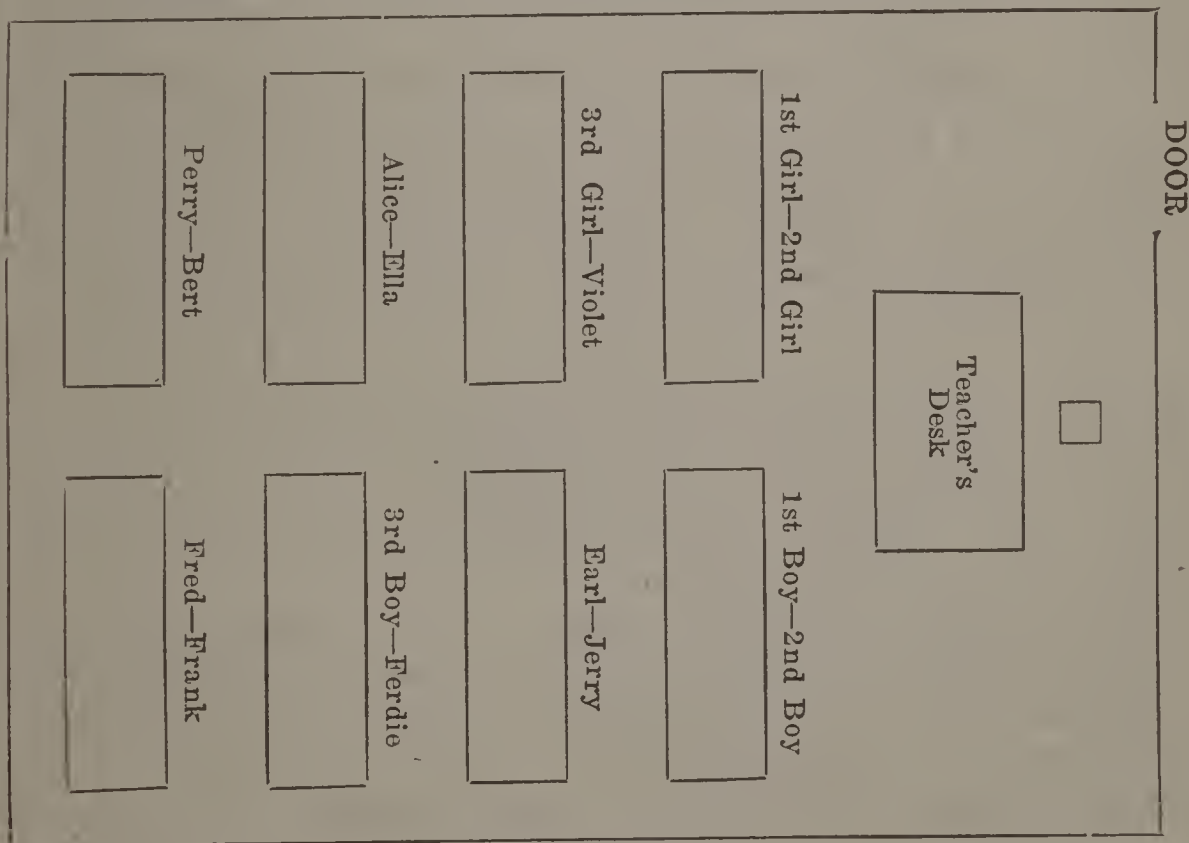 DOOR
Teacher's
Desk
1st Girl—2nd Girl
1st Boy—2nd Boy
3rd Girl—Violet
Earl—Jerry
Alice—Ella
3rd Boy—Ferdie
Perry—Bert
Fred—Frank